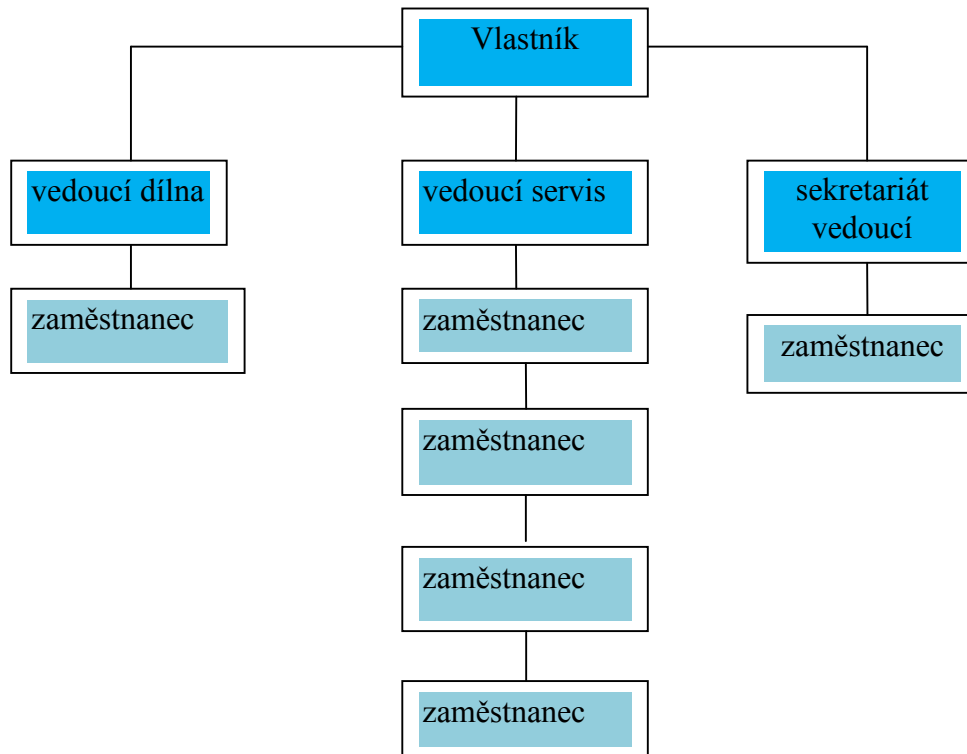 Vlastník
vedoucí dílna
vedoucí servis
sekretariát
vedoucí
zaměstnanec
zaměstnanec
zaměstnanec
zaměstnanec
zaměstnanec
zaměstnanec